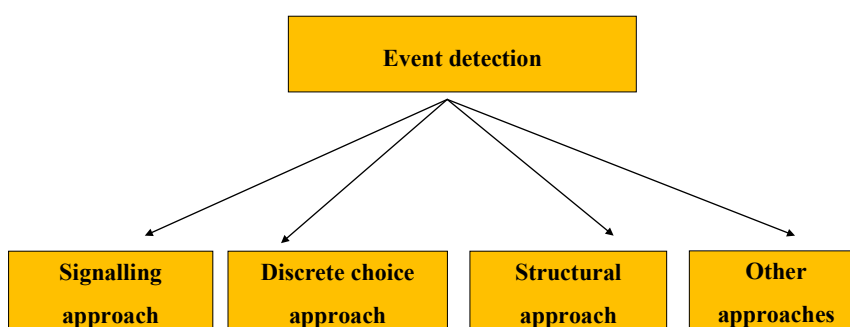 Event detection
Signalling
approach
Discrete choice
approach
Structural
approach
Other
approaches